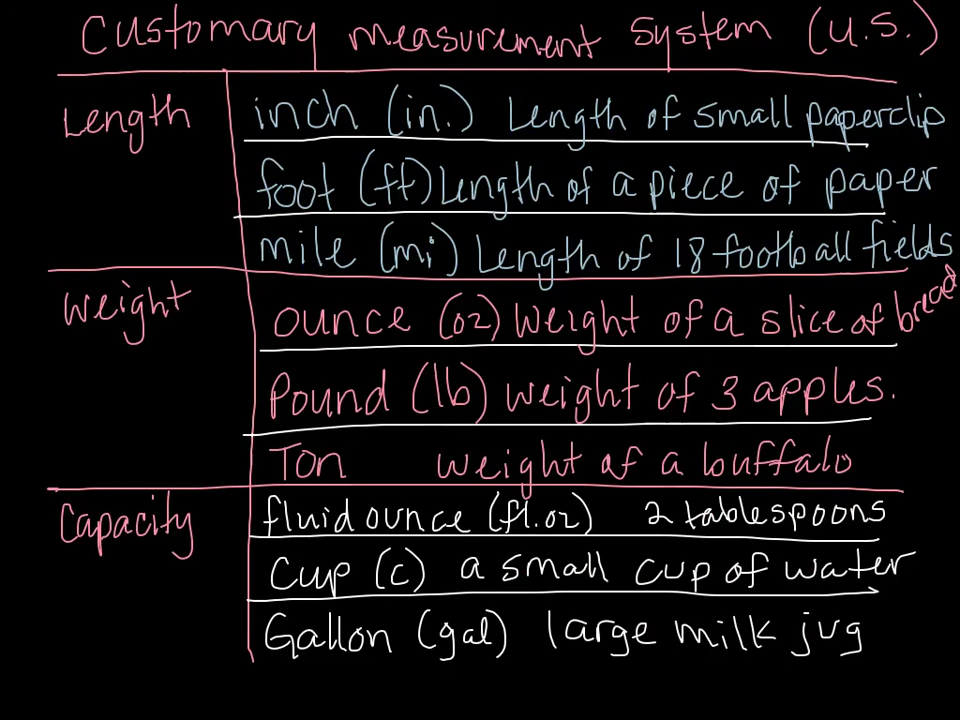 Customary measurement system (U.S.)
Length
inch (in.) Length of small paperclip
foot (ft) Length of a piece of paper
mile (mi) Length of 18 football fields
Weight
ounce (oz) Weight of a slice of bread
Pound (lb) weight of 3 apples.
Ton weight of a buffalo
Capacity
fluid ounce (fl.oz) 2 tablespoons
Cup (c) a small cup of water
Gallon (gal) large milk jug